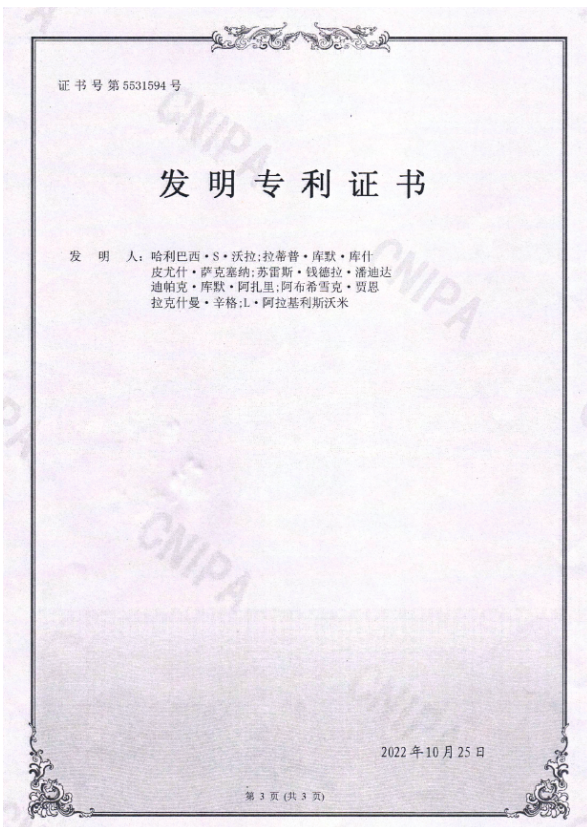 证书号第5531594号
发明专利证书
发 明 人：哈利巴西·S·沃拉;拉蒂普·库默·库什
皮尤什·萨克塞纳;苏雷斯·钱德拉·潘迪达
迪帕克·库默·阿扎里;阿布希雪克·贾恩
拉克什曼·辛格;L·阿拉基利斯沃米
CNIPA
CNIPA
CNIPA
CNIPA
2022年10月25日
第 3 页 (共 3 页)